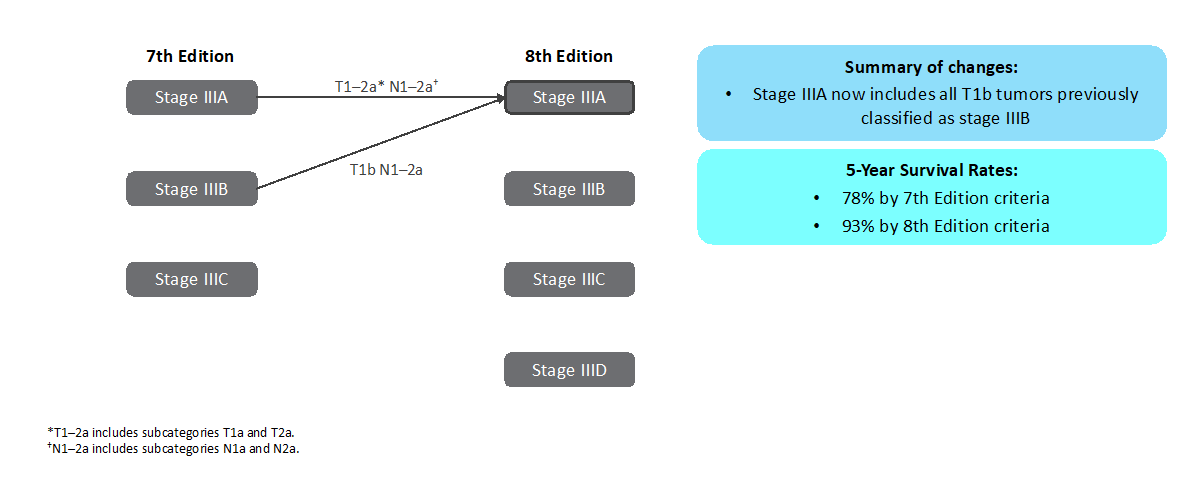 7th Edition
8th Edition
Stage IIIA
T1–2a* N1–2a†
Stage IIIA
Stage IIIB
T1b N1–2a
Stage IIIB
Stage IIIC
Stage IIIC
Stage IIID
Summary of changes:
• Stage IIIA now includes all T1b tumors previously
classified as stage IIIB
5-Year Survival Rates:
• 78% by 7th Edition criteria
• 93% by 8th Edition criteria
*T1–2a includes subcategories T1a and T2a.
†N1–2a includes subcategories N1a and N2a.